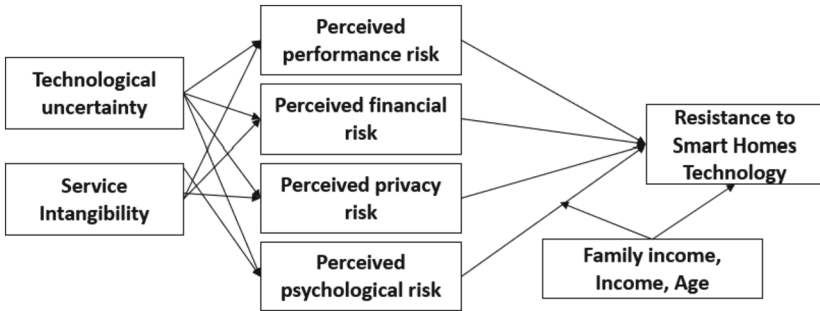 Technological
uncertainty
Service
Intangibility
Perceived
performance risk
Perceived financial
risk
Perceived privacy
risk
Perceived
psychological risk
Resistance to
Smart Homes
Technology
Family income,
Income, Age